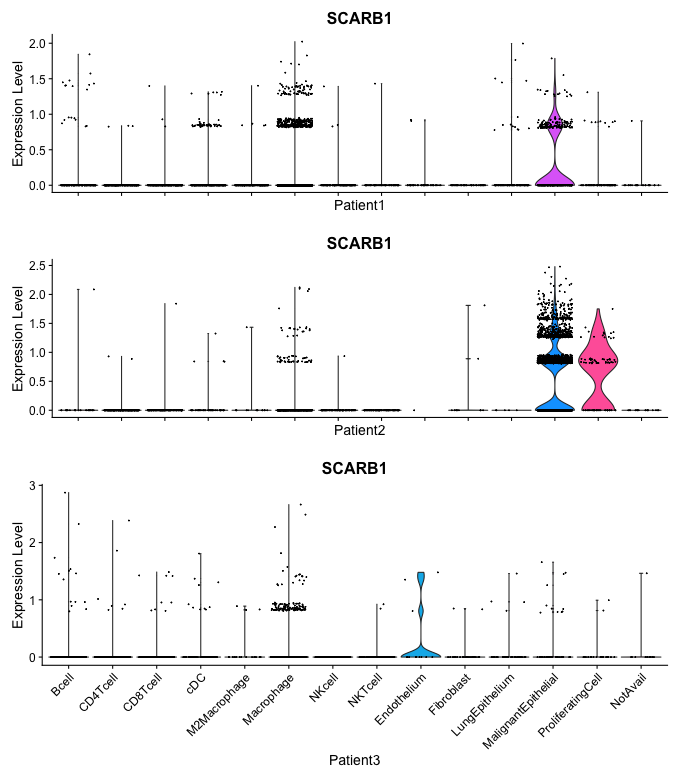 SCARB1
Expression Level
2.0
1.5
1.0
0.5
0.0
Patient1
SCARB1
Expression Level
2.5
2.0
1.5
1.0
0.5
0.0
Patient2
SCARB1
Expression Level
3
2
1
0
Bcell
CD4Tcell
CD8Tcell
cDC
M2Macrophage
Macrophage
NKcell
NKTcell
Endothelium
Fibroblast
LungEpithelium
MalignantEpithelial
ProliferatingCell
NotAvail
Patient3